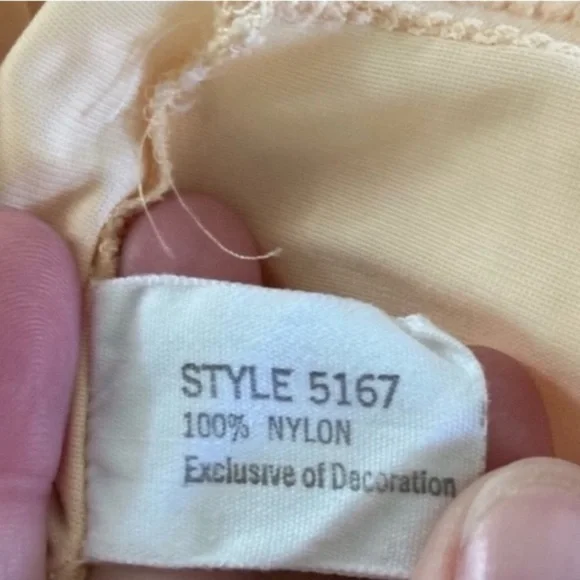 STYLE 5167
100% NYLON
Exclusive of Decoration